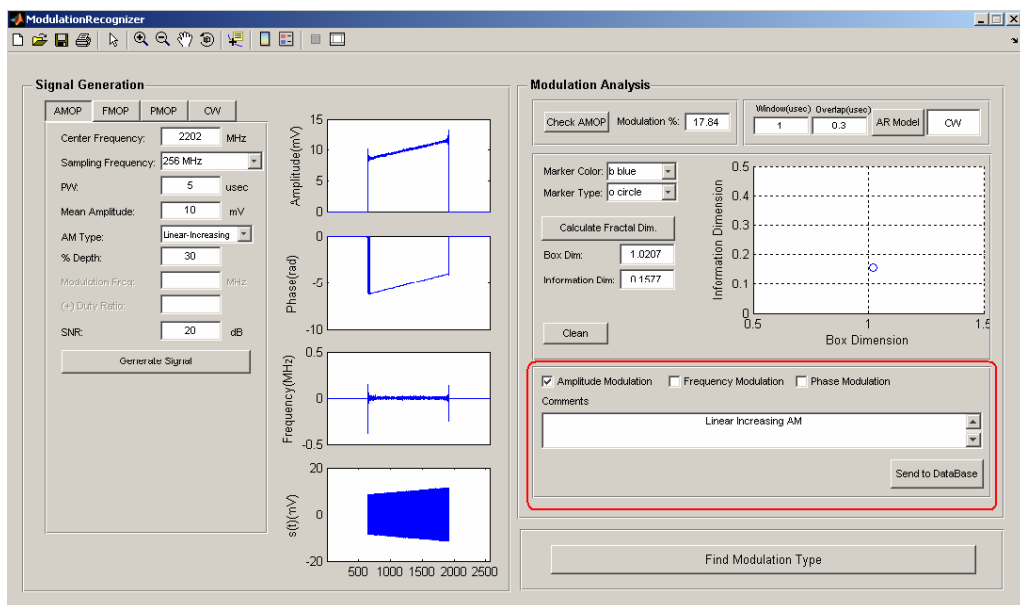 ModulationRecognizer
Signal Generation
AMOP FMOP PMOP CW
Center Frequency: 2202 MHz
Sampling Frequency: 256 MHz
PW: 5 usec
Mean Amplitude: 10 mV
AM Type: Linear-Increasing
% Depth: 30
Modulation Freq: MHz
(+) Duty Ratio:
SNR: 20 dB
Generate Signal
Amplitude(mV)
15
10
5
0
Phase(rad)
0
-5
-10
Frequency(MHz)
0.5
0
-0.5
s(t)(mV)
20
0
-20
500 1000 1500 2000 2500
Modulation Analysis
Check AMOP Modulation %: 17.84
Window(usec) Overlap(usec)
1 0.3 AR Model CW
Marker Color: b blue
Marker Type: o circle
Calculate Fractal Dim.
Box Dim: 1.0207
Information Dim: 0.1577
Clean
Information Dimension
0.5
0.4
0.3
0.2
0.1
0
0.5 1 1.5
Box Dimension
Amplitude Modulation Frequency Modulation Phase Modulation
Comments
Linear Increasing AM
Send to DataBase
Find Modulation Type